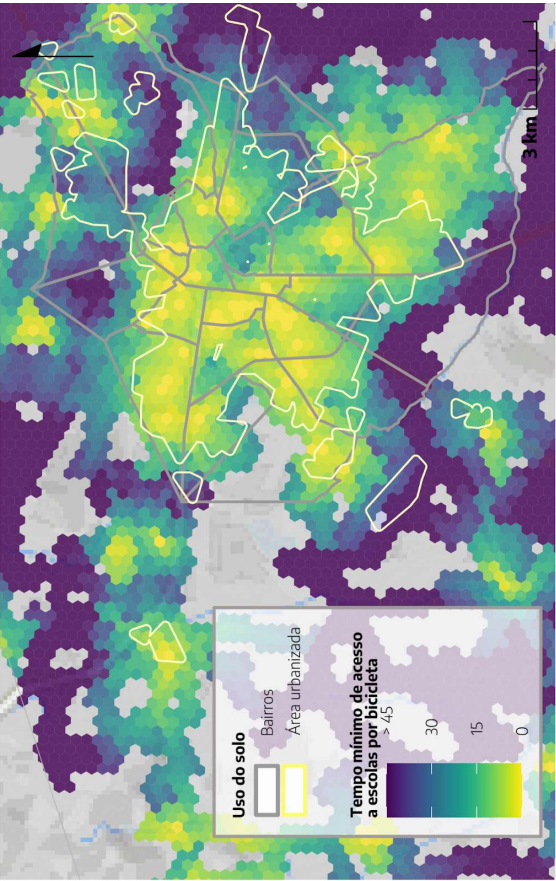 Uso do solo
Bairros
Área urbanizada
Tempo mínimo de acesso
a escolas por bicicleta
> 45
30
15
0
3 km